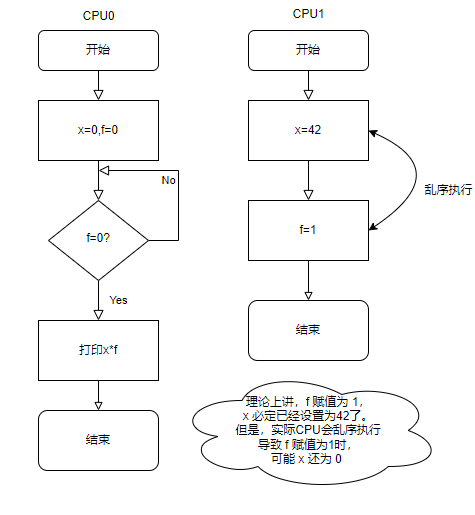 CPU0
开始
x=0,f=0
No
f=0?
Yes
打印x*f
结束
CPU1
开始
x=42
乱序执行
f=1
结束
理论上讲，f 赋值为 1，
x 必定已经设置为42了。
但是，实际CPU会乱序执行
导致 f 赋值为1时，
可能 x 还为 0